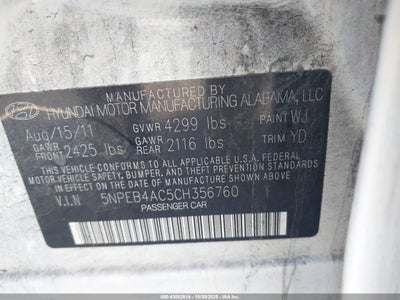 MANUFACTURED BY
HYUNDAI MOTOR MANUFACTURING ALABAMA, LLC
Aug/15/11 GVWR 4299 lbs PAINT WJ
GAWR FRONT 2425 lbs GAWR REAR 2116 lbs TRIM YD
THIS VEHICLE CONFORMS TO ALL APPLICABLE U.S. FEDERAL
MOTOR VEHICLE SAFETY, BUMPER, AND THEFT PREVENTION
STANDARDS IN EFFECT ON THE DATE OF MANUFACTURE SHOWN ABOVE.
V.I.N 5NPEB4AC5CH356760
PASSENGER CAR